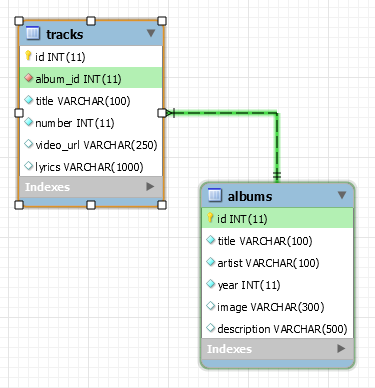 tracks
id INT(11)
album_id INT(11)
title VARCHAR(100)
number INT(11)
video_url VARCHAR(250)
lyrics VARCHAR(1000)
Indexes
albums
id INT(11)
title VARCHAR(100)
artist VARCHAR(100)
year INT(11)
image VARCHAR(300)
description VARCHAR(500)
Indexes